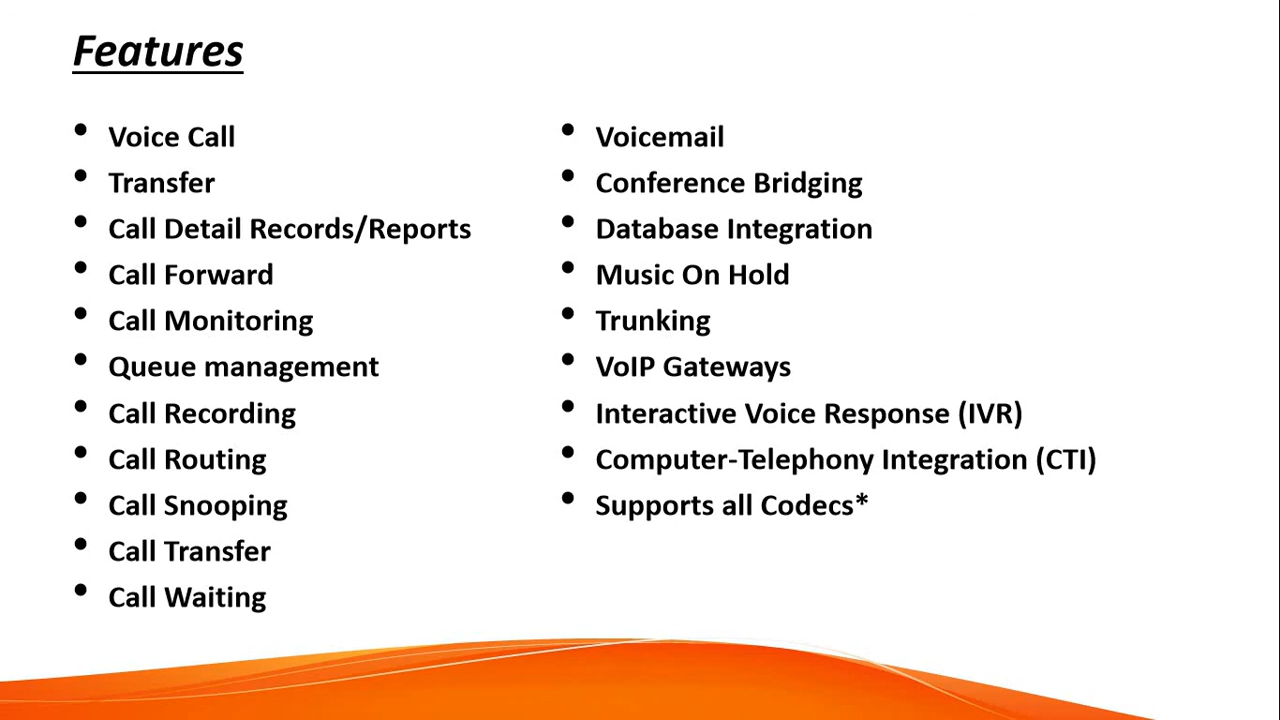 Features
• Voice Call
• Transfer
• Call Detail Records/Reports
• Call Forward
• Call Monitoring
• Queue management
• Call Recording
• Call Routing
• Call Snooping
• Call Transfer
• Call Waiting
• Voicemail
• Conference Bridging
• Database Integration
• Music On Hold
• Trunking
• VoIP Gateways
• Interactive Voice Response (IVR)
• Computer-Telephony Integration (CTI)
• Supports all Codecs*